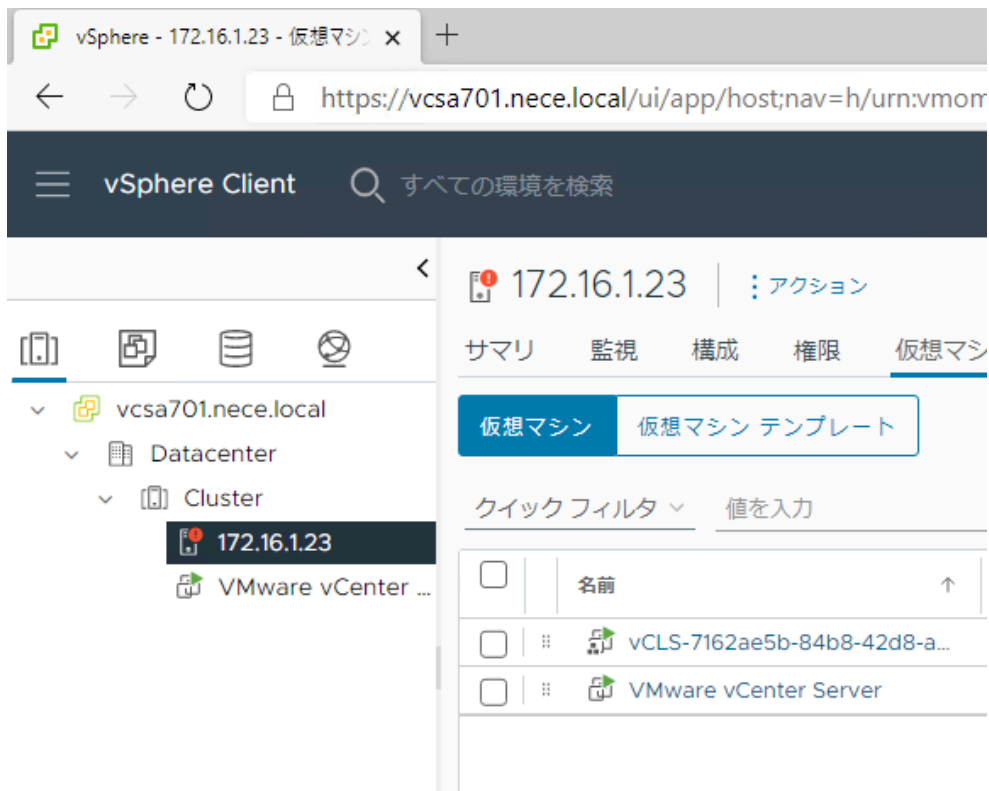 vSphere - 172.16.1.23 - 仮想マシン
https://vcsa701.nece.local/ui/app/host;nav=h/urn:vmom
vSphere Client すべての環境を検索
172.16.1.23 アクション
サマリ 監視 構成 権限 仮想マシ
vcsa701.nece.local
Datacenter
Cluster
172.16.1.23
VMware vCenter ...
仮想マシン 仮想マシン テンプレート
クイック フィルタ 値を入力
名前
vCLS-7162ae5b-84b8-42d8-a...
VMware vCenter Server